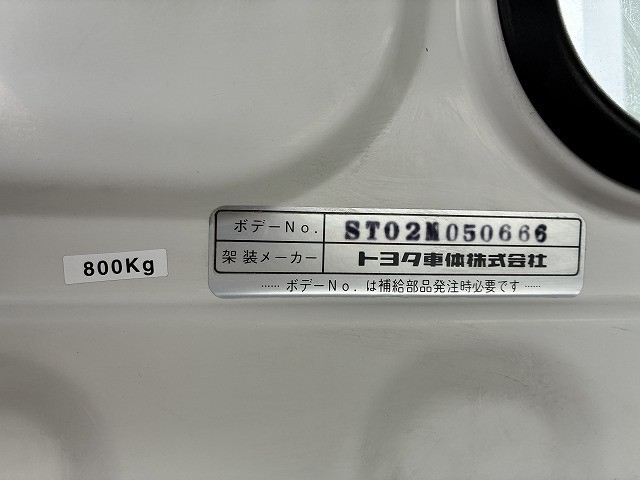 ボデーNo. ST02M050666
800Kg
架装メーカー トヨタ車体株式会社
…… ボデーNo. は補給部品発注時必要です ……